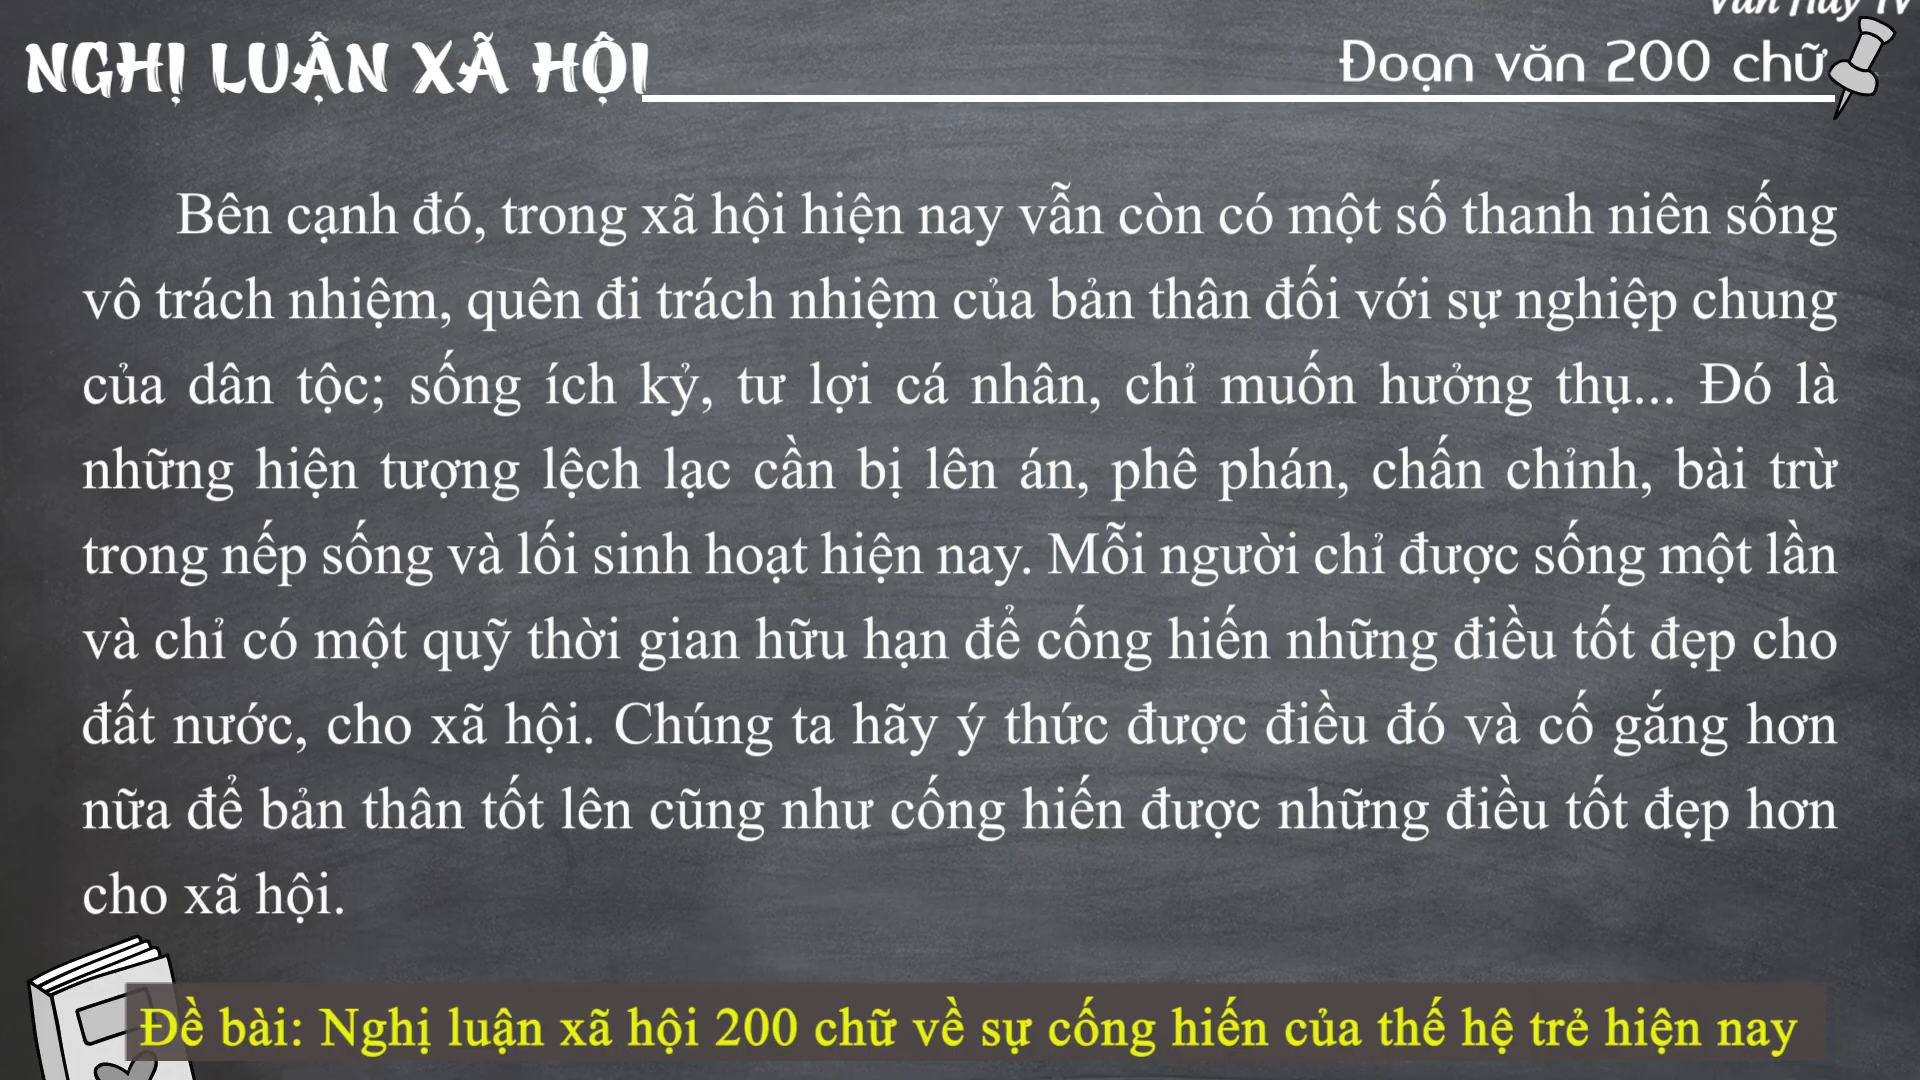 Văn Hay TV
NGHỊ LUẬN XÃ HỘI
Đoạn văn 200 chữ
Bên cạnh đó, trong xã hội hiện nay vẫn còn có một số thanh niên sống
vô trách nhiệm, quên đi trách nhiệm của bản thân đối với sự nghiệp chung
của dân tộc; sống ích kỷ, tư lợi cá nhân, chỉ muốn hưởng thụ... Đó là
những hiện tượng lệch lạc cần bị lên án, phê phán, chấn chỉnh, bài trừ
trong nếp sống và lối sinh hoạt hiện nay. Mỗi người chỉ được sống một lần
và chỉ có một quỹ thời gian hữu hạn để cống hiến những điều tốt đẹp cho
đất nước, cho xã hội. Chúng ta hãy ý thức được điều đó và cố gắng hơn
nữa để bản thân tốt lên cũng như cống hiến được những điều tốt đẹp hơn
cho xã hội.
Đề bài: Nghị luận xã hội 200 chữ về sự cống hiến của thế hệ trẻ hiện nay